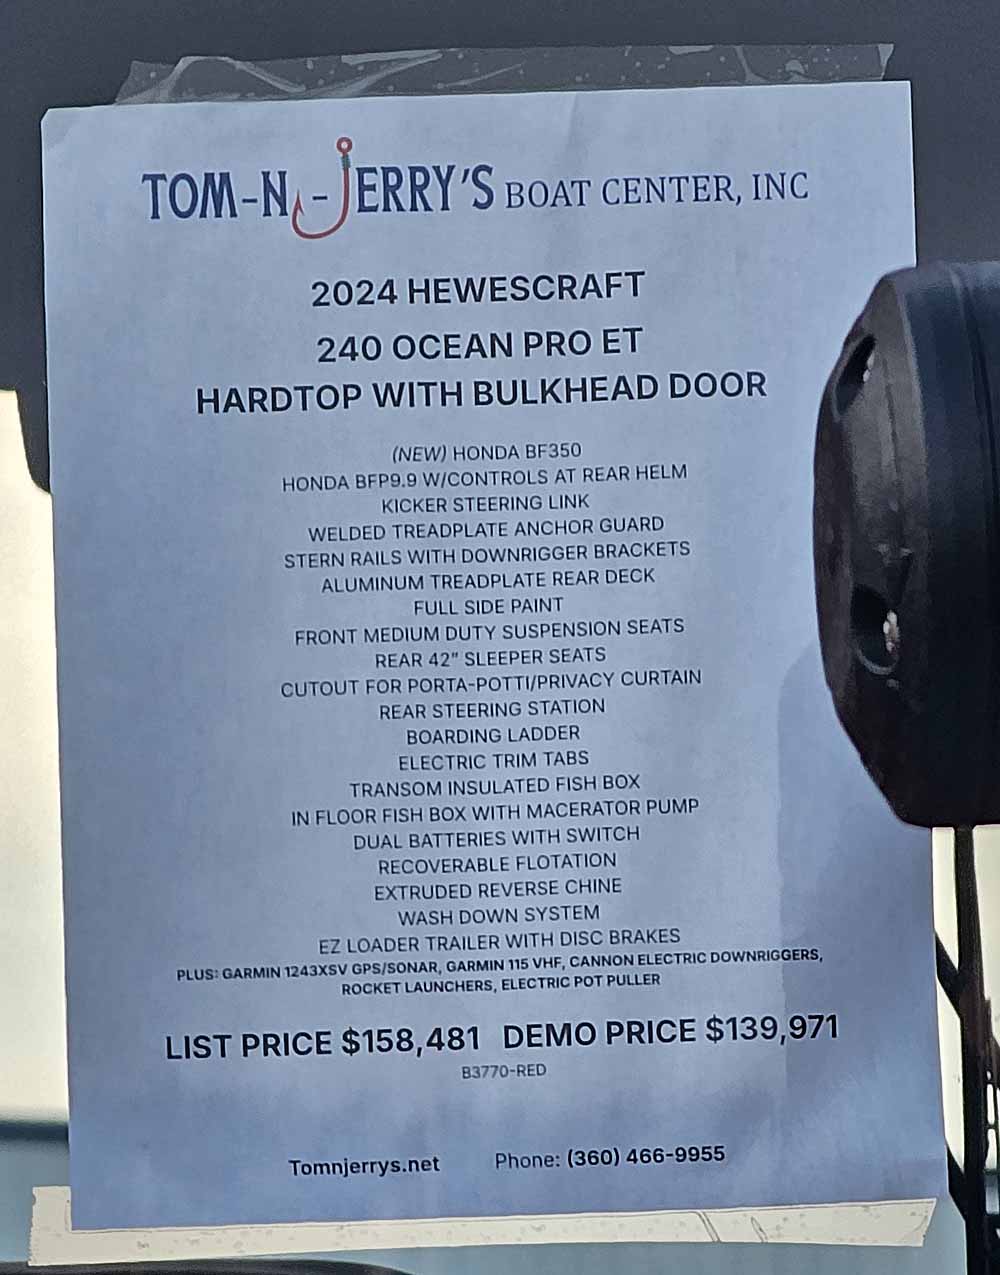 TOM-N-JERRY'S BOAT CENTER, INC
2024 HEWESCRAFT
240 OCEAN PRO ET
HARDTOP WITH BULKHEAD DOOR
(NEW) HONDA BF350
HONDA BFP9.9 W/CONTROLS AT REAR HELM
KICKER STEERING LINK
WELDED TREADPLATE ANCHOR GUARD
STERN RAILS WITH DOWNRIGGER BRACKETS
ALUMINUM TREADPLATE REAR DECK
FULL SIDE PAINT
FRONT MEDIUM DUTY SUSPENSION SEATS
REAR 42" SLEEPER SEATS
CUTOUT FOR PORTA-POTTI/PRIVACY CURTAIN
REAR STEERING STATION
BOARDING LADDER
ELECTRIC TRIM TABS
TRANSOM INSULATED FISH BOX
IN FLOOR FISH BOX WITH MACERATOR PUMP
DUAL BATTERIES WITH SWITCH
RECOVERABLE FLOTATION
EXTRUDED REVERSE CHINE
WASH DOWN SYSTEM
EZ LOADER TRAILER WITH DISC BRAKES
PLUS: GARMIN 1243XSV GPS/SONAR, GARMIN 115 VHF, CANNON ELECTRIC DOWNRIGGERS,
ROCKET LAUNCHERS, ELECTRIC POT PULLER
LIST PRICE $158,481 DEMO PRICE $139,971
B3770-RED
Tomnjerrys.net Phone: (360) 466-9955